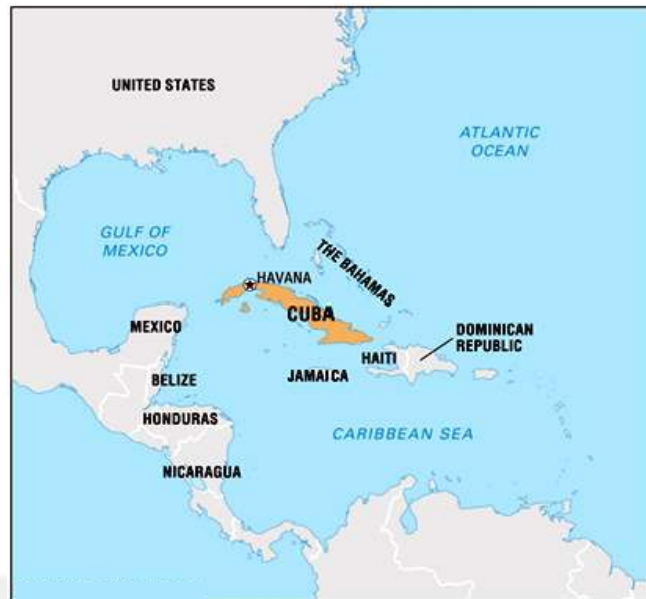 UNITED STATES
ATLANTIC
OCEAN
GULF OF
MEXICO
THE BAHAMAS
HAVANA
CUBA
MEXICO
DOMINICAN
REPUBLIC
HAITI
JAMAICA
BELIZE
HONDURAS
CARIBBEAN SEA
NICARAGUA